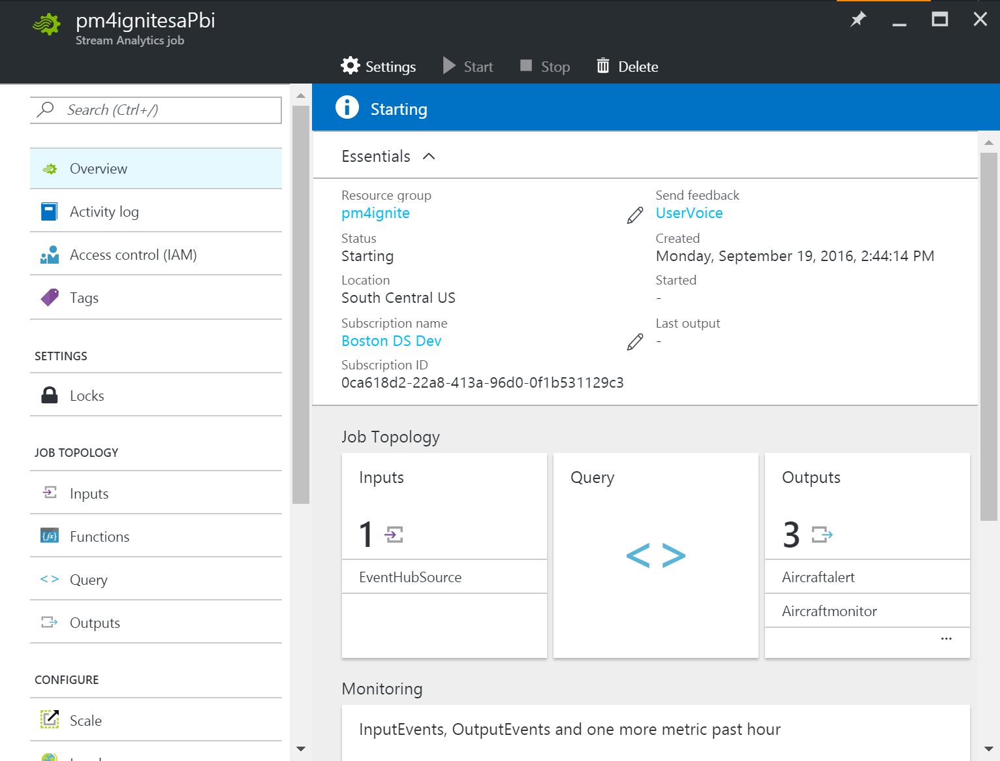 pm4ignitesaPbi
Stream Analytics job
Settings
Start
Stop
Delete
Search (Ctrl+/)
Overview
Activity log
Access control (IAM)
Tags
SETTINGS
Locks
JOB TOPOLOGY
Inputs
Functions
Query
Outputs
CONFIGURE
Scale
Starting
Essentials
Resource group
pm4ignite
Status
Starting
Location
South Central US
Subscription name
Boston DS Dev
Subscription ID
0ca618d2-22a8-413a-96d0-0f1b531129c3
Send feedback
UserVoice
Created
Monday, September 19, 2016, 2:44:14 PM
Started
-
Last output
-
Job Topology
Inputs
1
EventHubSource
Query
< >
Outputs
3
Aircraftalert
Aircraftmonitor
...
Monitoring
InputEvents, OutputEvents and one more metric past hour